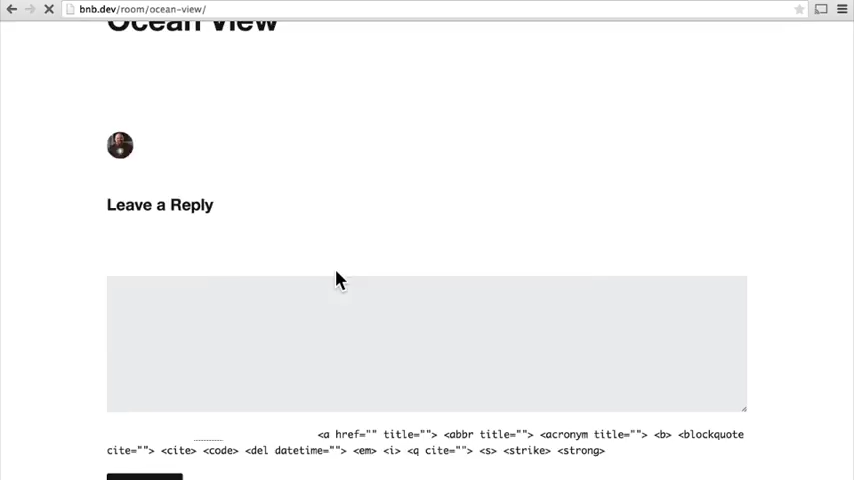 bnb.dev/room/ocean-view/
Ocean View
Leave a Reply
<a href="" title=""> <abbr title=""> <acronym title=""> <b> <blockquote
cite=""> <cite> <code> <del datetime=""> <em> <i> <q cite=""> <s> <strike> <strong>